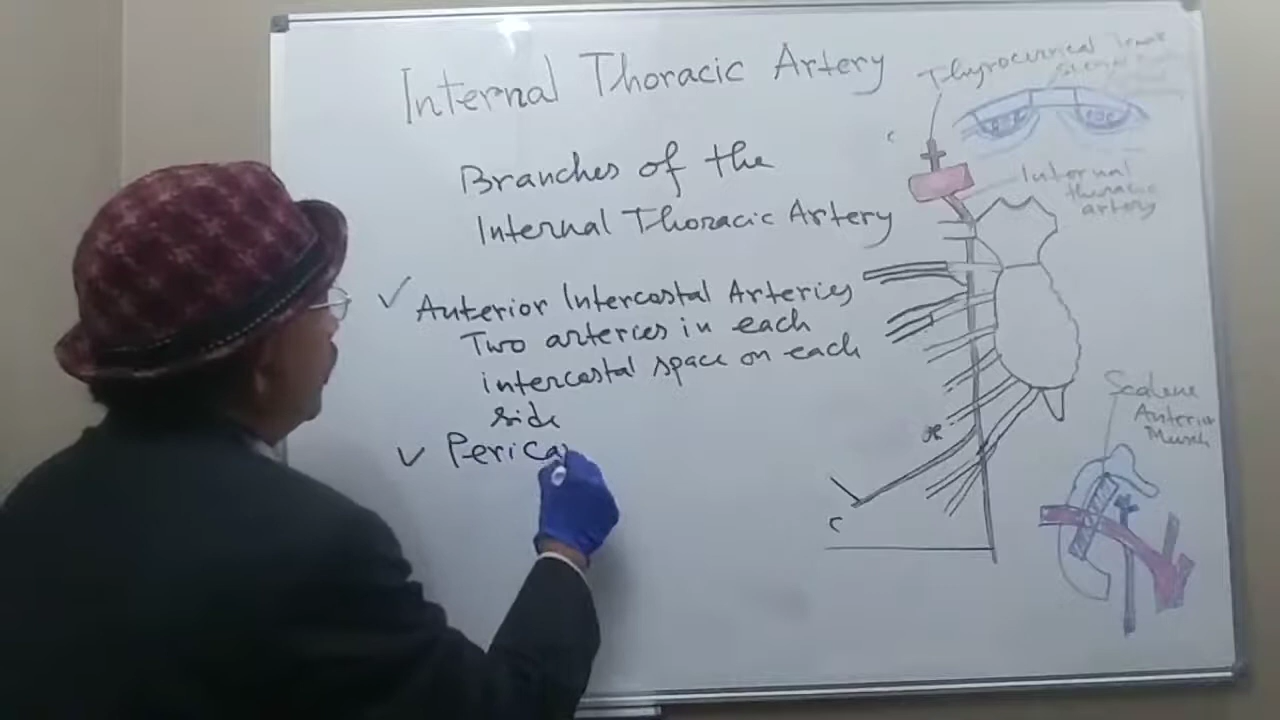 Internal Thoracic Artery
Branches of the
Internal Thoracic Artery
✓ Anterior Intercostal Arteries
Two arteries in each
intercostal space on each
side
✓ Perica
Thyrocervical
Internal
thoracic
artery
Scalene
Anterior
C